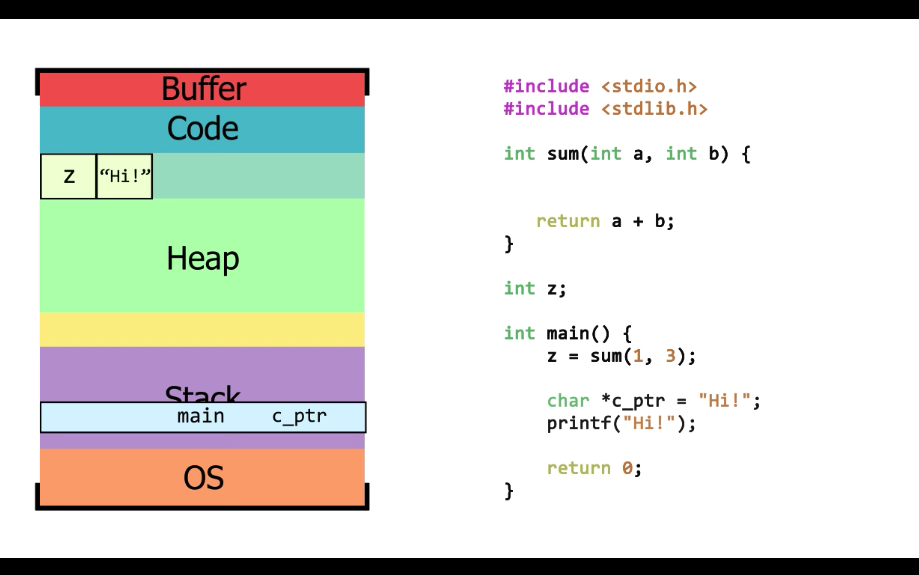 Buffer
Code
z "Hi!"
Heap
Stack
main c_ptr
OS
#include <stdio.h>
#include <stdlib.h>
int sum(int a, int b) {
return a + b;
}
int z;
int main() {
z = sum(1, 3);
char *c_ptr = "Hi!";
printf("Hi!");
return 0;
}